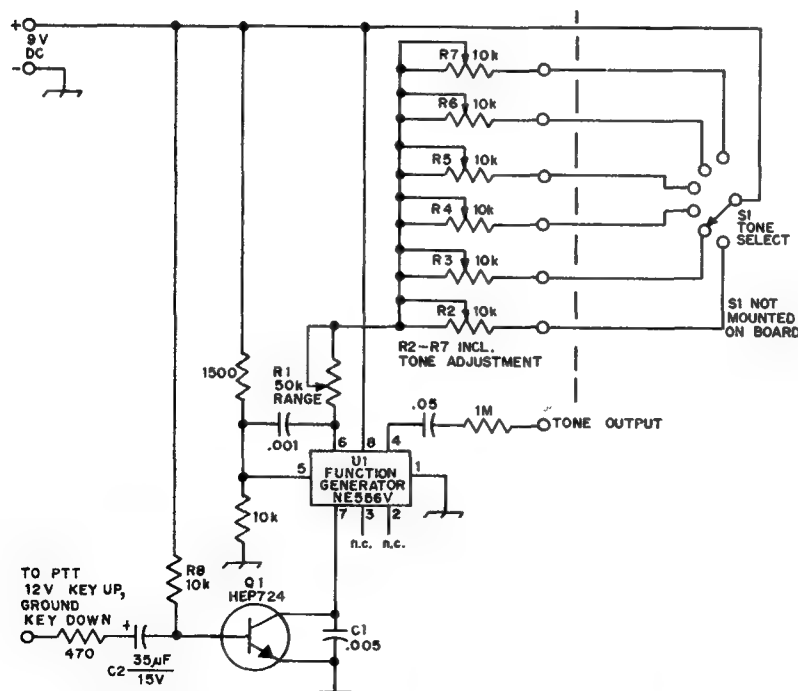 +
9V
DC
-
R7 10k
R6 10k
R5 10k
R4 10k
R3 10k
R2 10k
S1
TONE
SELECT
S1 NOT
MOUNTED
ON BOARD
R2-R7 INCL.
TONE ADJUSTMENT
1500
R1
50k
RANGE
.001
.05
1M
TONE OUTPUT
6 8 4
5
U1
FUNCTION
GENERATOR
NE566V
1
7 3 2
n.c. n.c.
10k
R8
10k
TO PTT
12V KEY UP,
GROUND
KEY DOWN
470
+
C2 35µF
15V
Q1
HEP724
C1
.005